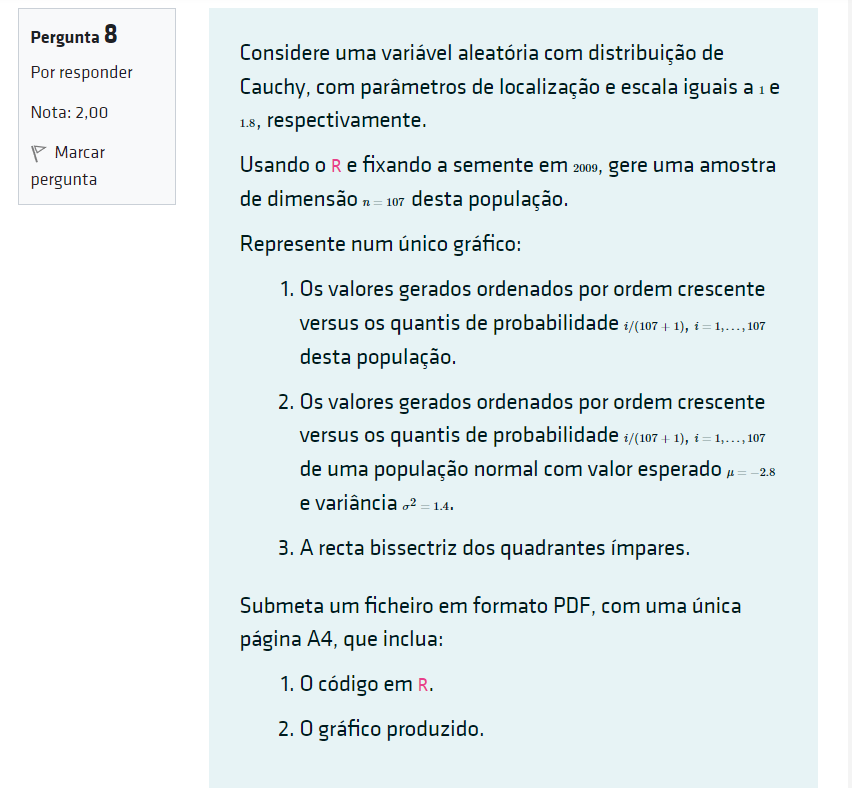 Pergunta 8
Por responder
Nota: 2,00
Marcar
pergunta
Considere uma variável aleatória com distribuição de
Cauchy, com parâmetros de localização e escala iguais a 1 e
1.8, respectivamente.
Usando o R e fixando a semente em 2009, gere uma amostra
de dimensão n = 107 desta população.
Represente num único gráfico:
1. Os valores gerados ordenados por ordem crescente
versus os quantis de probabilidade i/(107 + 1), i = 1,…,107
desta população.
2. Os valores gerados ordenados por ordem crescente
versus os quantis de probabilidade i/(107 + 1), i = 1,…,107
de uma população normal com valor esperado μ = −2.8
e variância σ² = 1.4.
3. A recta bissectriz dos quadrantes ímpares.
Submeta um ficheiro em formato PDF, com uma única
página A4, que inclua:
1. O código em R.
2. O gráfico produzido.